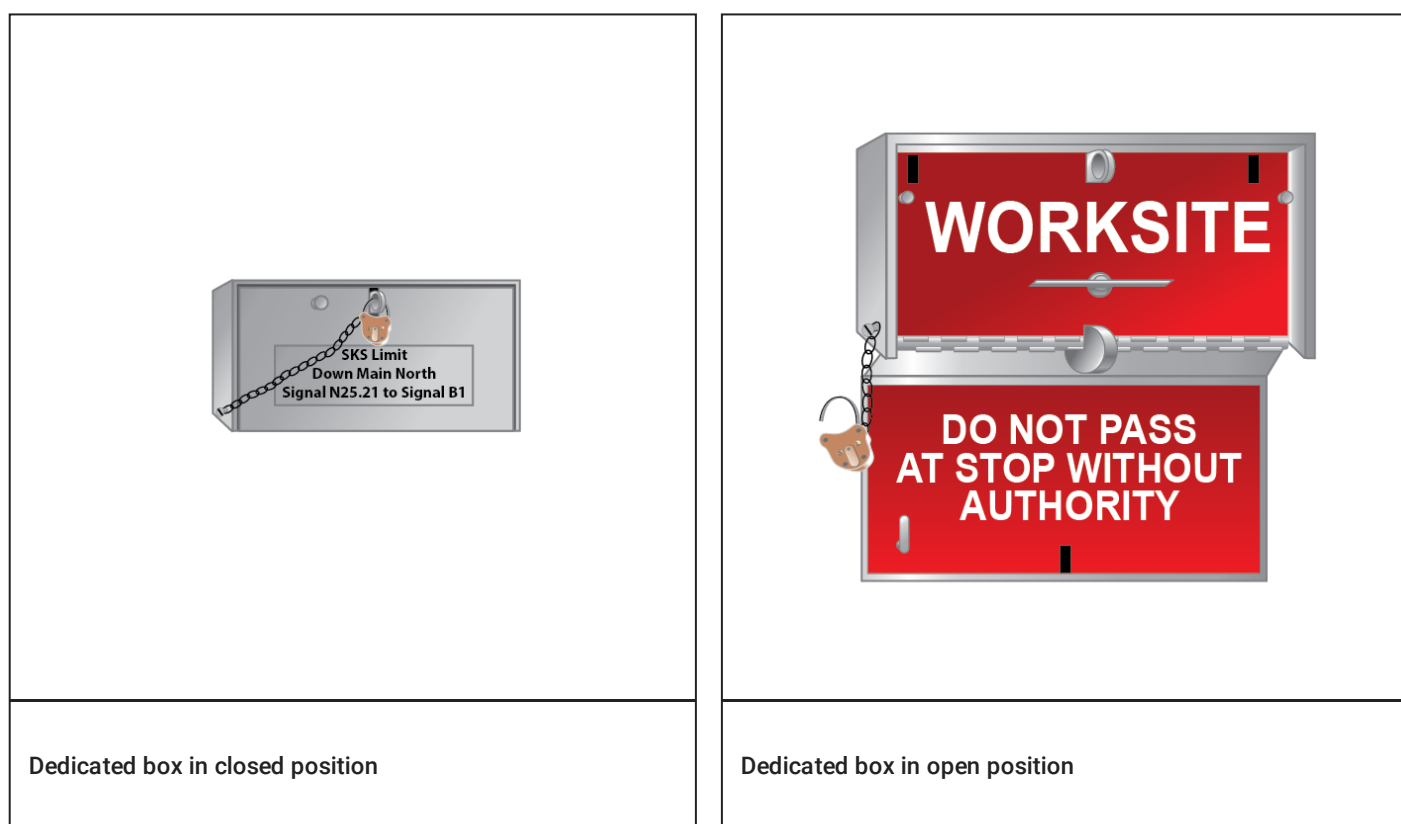 SKS Limit
Down Main North
Signal N25.21 to Signal B1
Dedicated box in closed position
WORKSITE
DO NOT PASS
AT STOP WITHOUT
AUTHORITY
Dedicated box in open position